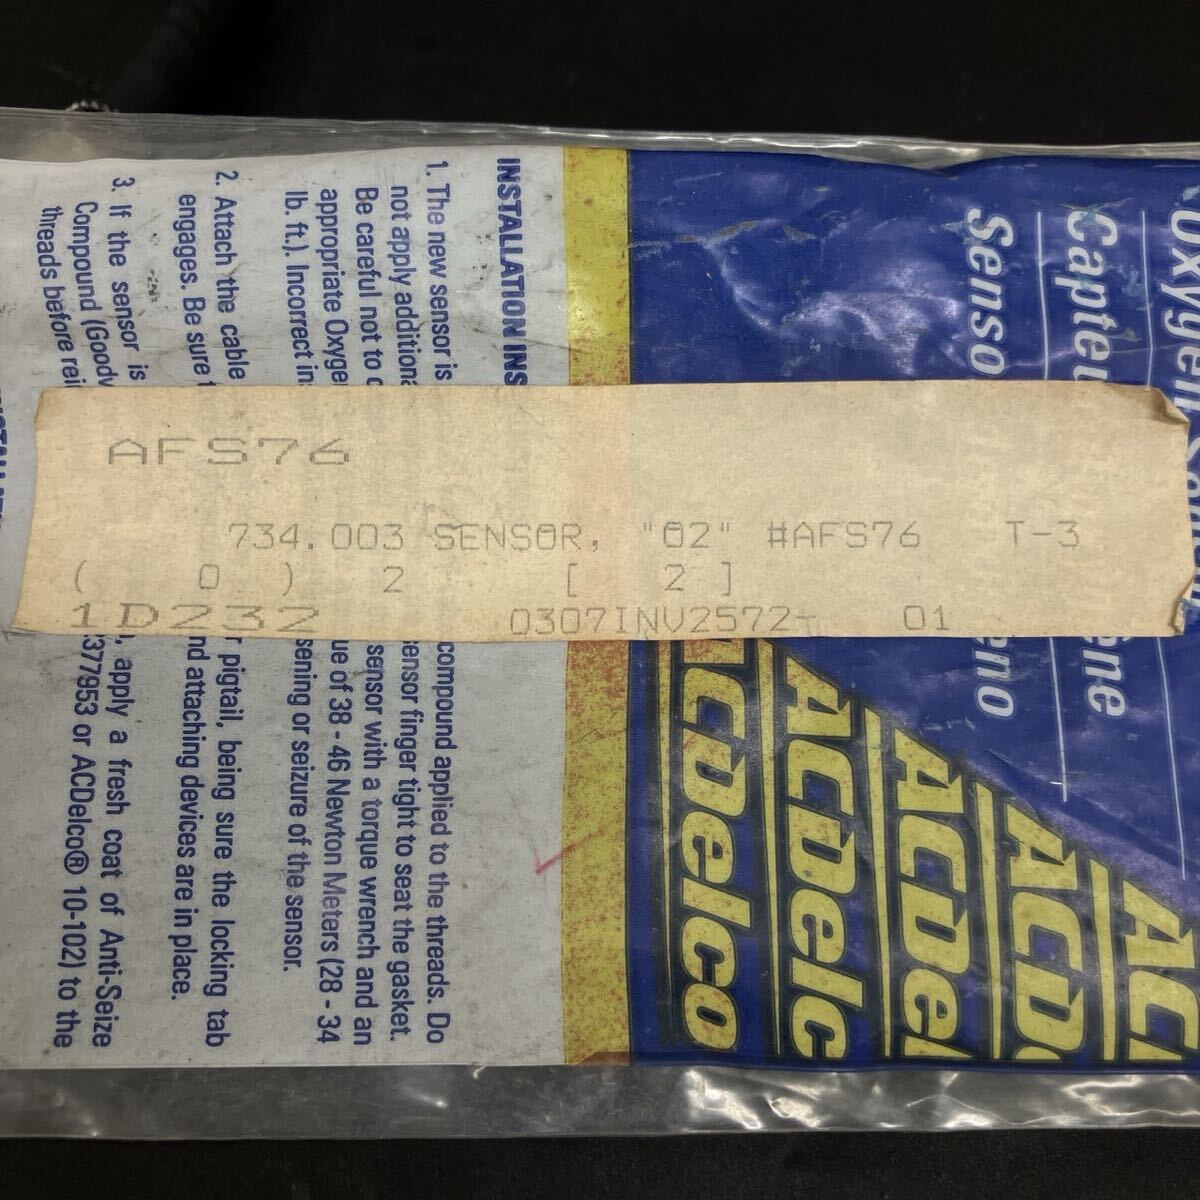 AFS76
734.003 SENSOR, "02" #AFS76 T-3
( 0 ) 2 [ 2 ]
1D232 0307INV2572- 01
Oxygen
Capteu ène
Senso eno
ACDelco
ACDelc
ACDel
ACD
AC
INSTALLATION INS
1. The new sensor is compound applied to the threads. Do
not apply additiona sensor finger tight to seat the gasket.
Be careful not to sensor with a torque wrench and an
appropriate Oxyge ue of 38 - 46 Newton Meters (28 - 34
lb. ft.). Incorrect in sening or seizure of the sensor.
2. Attach the cable r pigtail, being sure the locking tab
engages. Be sure nd attaching devices are in place.
3. If the sensor is , apply a fresh coat of Anti-Seize
Compound (Goody 377953 or ACDelco® 10-102) to the
threads before rei